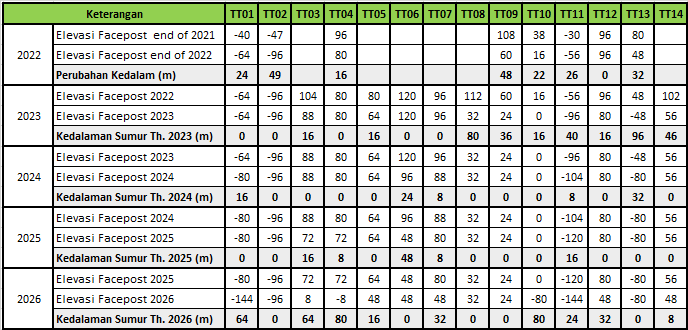 Keterangan TT01 TT02 TT03 TT04 TT05 TT06 TT07 TT08 TT09 TT10 TT11 TT12 TT13 TT14
2022
Elevasi Facepost end of 2021 -40 -47 96 108 38 -30 96 80
Elevasi Facepost end of 2022 -64 -96 80 60 16 -56 96 48
Perubahan Kedalam (m) 24 49 16 48 22 26 0 32
2023
Elevasi Facepost 2022 -64 -96 104 80 80 120 96 112 60 16 -56 96 48 102
Elevasi Facepost 2023 -64 -96 88 80 64 120 96 32 24 0 -96 80 -48 56
Kedalaman Sumur Th. 2023 (m) 0 0 16 0 16 0 0 80 36 16 40 16 96 46
2024
Elevasi Facepost 2023 -64 -96 88 80 64 120 96 32 24 0 -96 80 -48 56
Elevasi Facepost 2024 -80 -96 88 80 64 96 88 32 24 0 -104 80 -80 56
Kedalaman Sumur Th. 2024 (m) 16 0 0 0 0 24 8 0 0 0 8 0 32 0
2025
Elevasi Facepost 2024 -80 -96 88 80 64 96 88 32 24 0 -104 80 -80 56
Elevasi Facepost 2025 -80 -96 72 72 64 48 80 32 24 0 -120 80 -80 56
Kedalaman Sumur Th. 2025 (m) 0 0 16 8 0 48 8 0 0 0 16 0 0 0
2026
Elevasi Facepost 2025 -80 -96 72 72 64 48 80 32 24 0 -120 80 -80 56
Elevasi Facepost 2026 -144 -96 8 -8 48 48 48 32 24 -80 -144 48 -80 48
Kedalaman Sumur Th. 2026 (m) 64 0 64 80 16 0 32 0 0 80 24 32 0 8